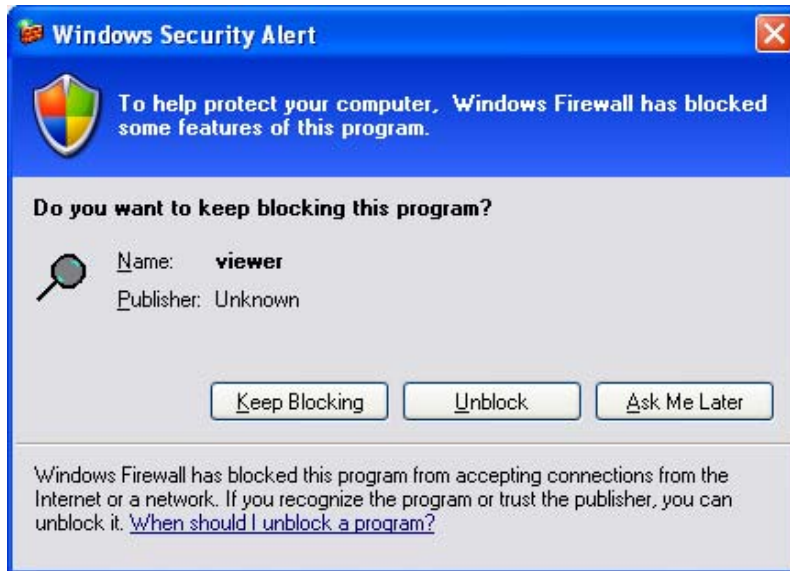 Windows Security Alert
To help protect your computer, Windows Firewall has blocked
some features of this program.
Do you want to keep blocking this program?
Name: viewer
Publisher: Unknown
Keep Blocking Unblock Ask Me Later
Windows Firewall has blocked this program from accepting connections from the
Internet or a network. If you recognize the program or trust the publisher, you can
unblock it. When should I unblock a program?